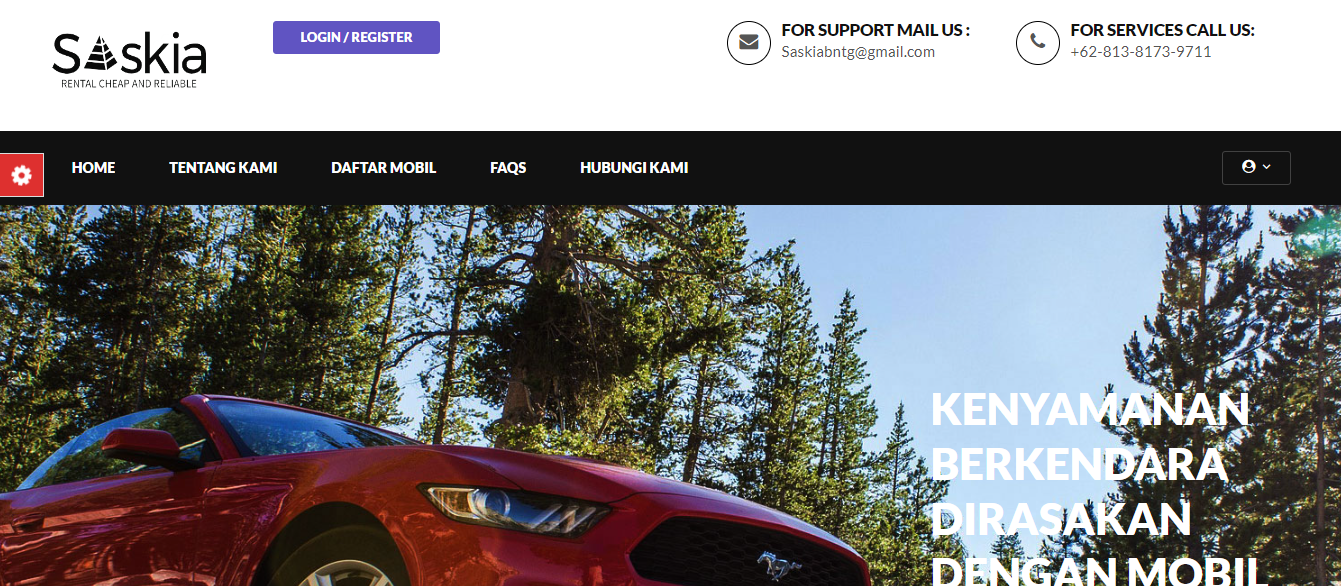 Saskia
RENTAL CHEAP AND RELIABLE
LOGIN / REGISTER
FOR SUPPORT MAIL US :
Saskiabntg@gmail.com
FOR SERVICES CALL US:
+62-813-8173-9711
HOME TENTANG KAMI DAFTAR MOBIL FAQS HUBUNGI KAMI
KENYAMANAN
BERKENDARA
DIRASAKAN
DENGAN MOBIL